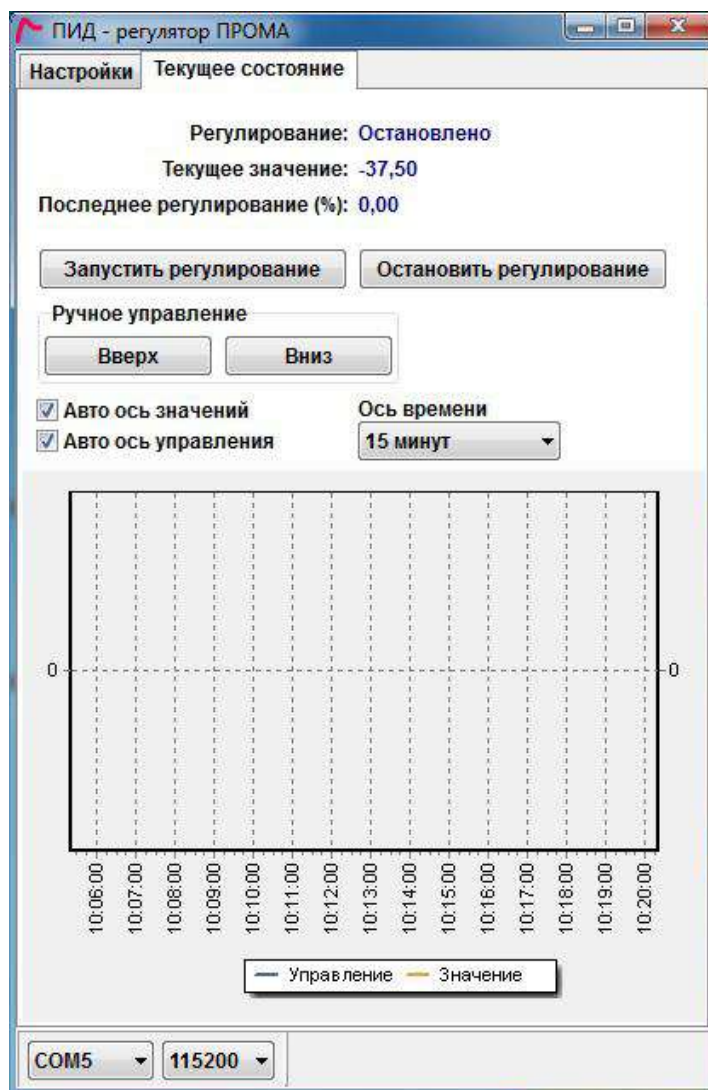 ПИД - регулятор ПРОМА
Настройки Текущее состояние
Регулирование: Остановлено
Текущее значение: -37,50
Последнее регулирование (%): 0,00
Запустить регулирование Остановить регулирование
Ручное управление
Вверх Вниз
Авто ось значений Ось времени
Авто ось управления 15 минут
0 0
10:06:00 10:07:00 10:08:00 10:09:00 10:10:00 10:11:00 10:12:00 10:13:00 10:14:00 10:15:00 10:16:00 10:17:00 10:18:00 10:19:00 10:20:00
Управление Значение
COM5 115200